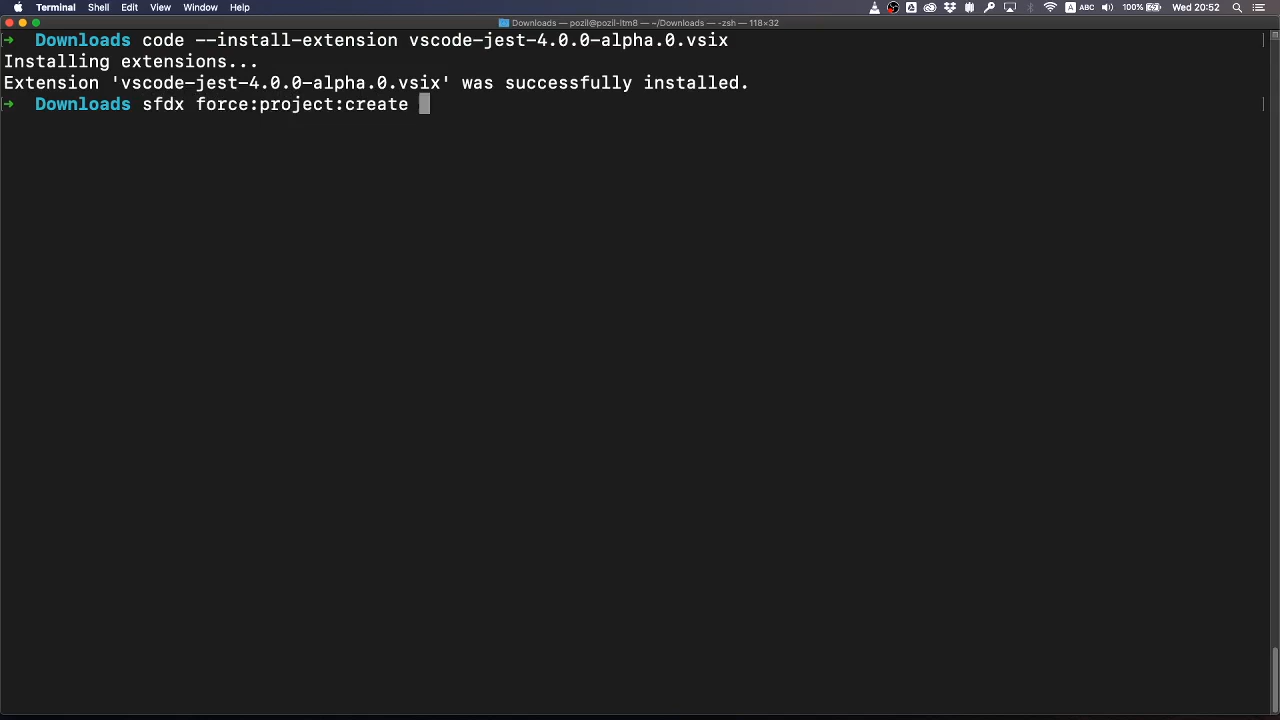 Terminal Shell Edit View Window Help ABC 100% Wed 20:52
Downloads — pozil@pozil-ltm8 — ~/Downloads — -zsh — 118×32
→ Downloads code --install-extension vscode-jest-4.0.0-alpha.0.vsix
Installing extensions...
Extension 'vscode-jest-4.0.0-alpha.0.vsix' was successfully installed.
→ Downloads sfdx force:project:create